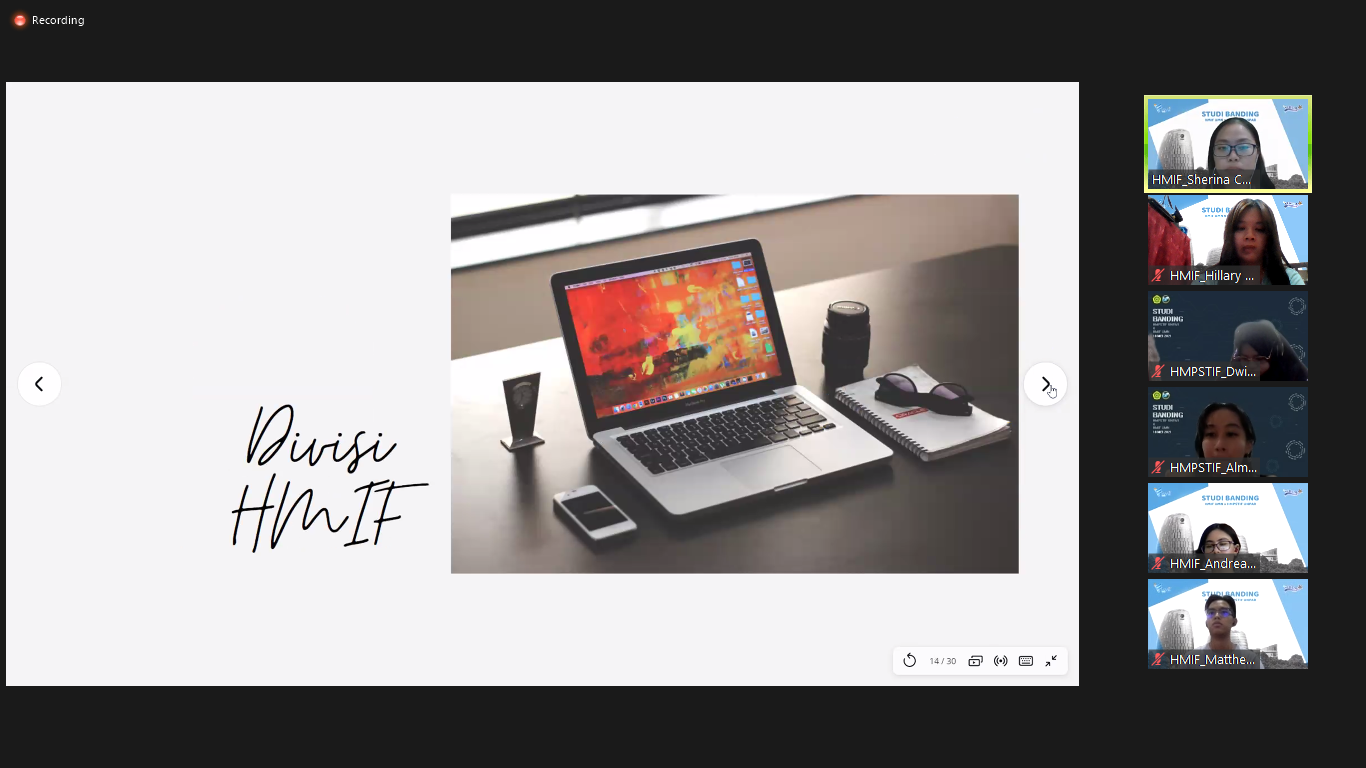 Recording
Divisi
HMIF
14 / 30
STUDI BANDING
HMIF_Sherina C...
HMIF_Hillary ...
STUDI
BANDING
HMPSTIF_Dwi...
STUDI
BANDING
HMPSTIF_Alm...
STUDI BANDING
HMIF_Andrea...
STUDI BANDING
HMIF_Matthe...